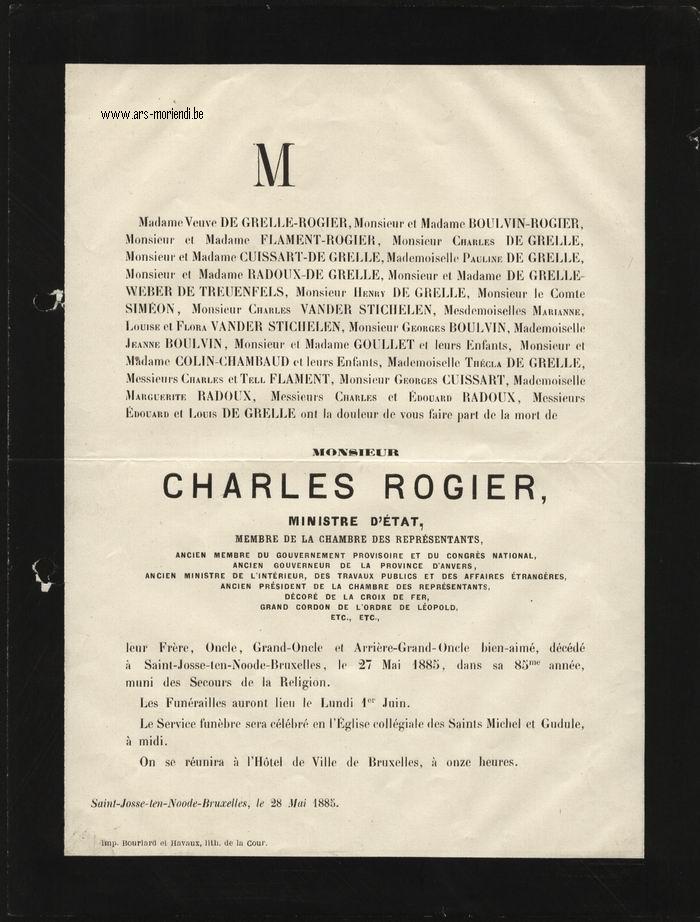 www.ars-moriendi.be
M
Madame Veuve DE GRELLE-ROGIER, Monsieur et Madame BOULVIN-ROGIER,
Monsieur et Madame FLAMENT-ROGIER, Monsieur CHARLES DE GRELLE,
Monsieur et Madame CUISSART-DE GRELLE, Mademoiselle PAULINE DE GRELLE,
Monsieur et Madame RADOUX-DE GRELLE, Monsieur et Madame DE GRELLE-
WEBER DE TREUENFELS, Monsieur HENRY DE GRELLE, Monsieur le Comte
SIMÉON, Monsieur CHARLES VANDER STICHELEN, Mesdemoiselles MARIANNE,
LOUISE et FLORA VANDER STICHELEN, Monsieur GEORGES BOULVIN, Mademoiselle
JEANNE BOULVIN, Monsieur et Madame GOULLET et leurs Enfants, Monsieur et
Madame COLIN-CHAMBAUD et leurs Enfants, Mademoiselle THÉCLA DE GRELLE,
Messieurs CHARLES et TELL FLAMENT, Monsieur GEORGES CUISSART, Mademoiselle
MARGUERITE RADOUX, Messieurs CHARLES et ÉDOUARD RADOUX, Messieurs
ÉDOUARD et LOUIS DE GRELLE ont la douleur de vous faire part de la mort de
MONSIEUR
CHARLES ROGIER,
MINISTRE D'ÉTAT,
MEMBRE DE LA CHAMBRE DES REPRÉSENTANTS,
ANCIEN MEMBRE DU GOUVERNEMENT PROVISOIRE ET DU CONGRÈS NATIONAL,
ANCIEN GOUVERNEUR DE LA PROVINCE D'ANVERS,
ANCIEN MINISTRE DE L'INTÉRIEUR, DES TRAVAUX PUBLICS ET DES AFFAIRES ÉTRANGÈRES,
ANCIEN PRÉSIDENT DE LA CHAMBRE DES REPRÉSENTANTS,
DÉCORÉ DE LA CROIX DE FER,
GRAND CORDON DE L'ORDRE DE LÉOPOLD,
ETC., ETC.,
leur Frère, Oncle, Grand-Oncle et Arrière-Grand-Oncle bien-aimé, décédé
à Saint-Josse-ten-Noode-Bruxelles, le 27 Mai 1885, dans sa 85me année,
muni des Secours de la Religion.
Les Funérailles auront lieu le Lundi 1er Juin.
Le Service funèbre sera célébré en l'Église collégiale des Saints Michel et Gudule,
à midi.
On se réunira à l'Hôtel de Ville de Bruxelles, à onze heures.
Saint-Josse-ten-Noode-Bruxelles, le 28 Mai 1885.
Imp. Bourlard et Havaux, lith. de la Cour.